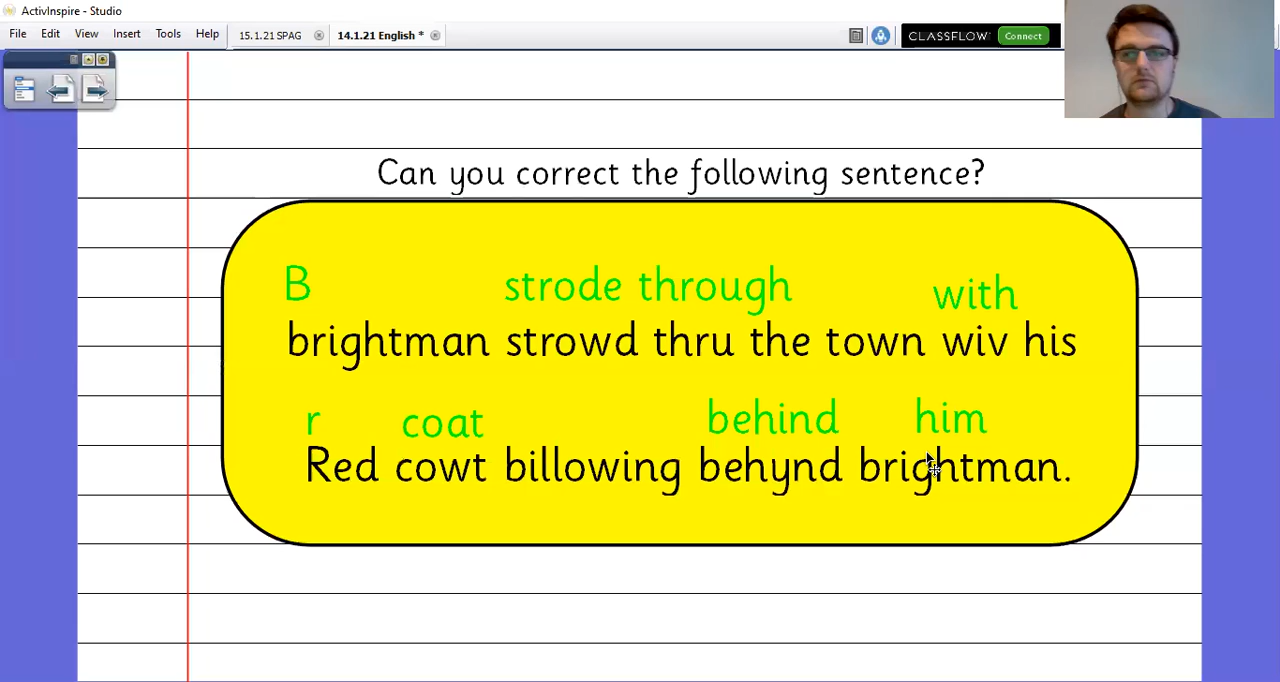 ActivInspire - Studio
File Edit View Insert Tools Help 15.1.21 SPAG 14.1.21 English * CLASSFLOW Connect
Can you correct the following sentence?
B strode through with
brightman strowd thru the town wiv his
r coat behind him
Red cowt billowing behynd brightman.